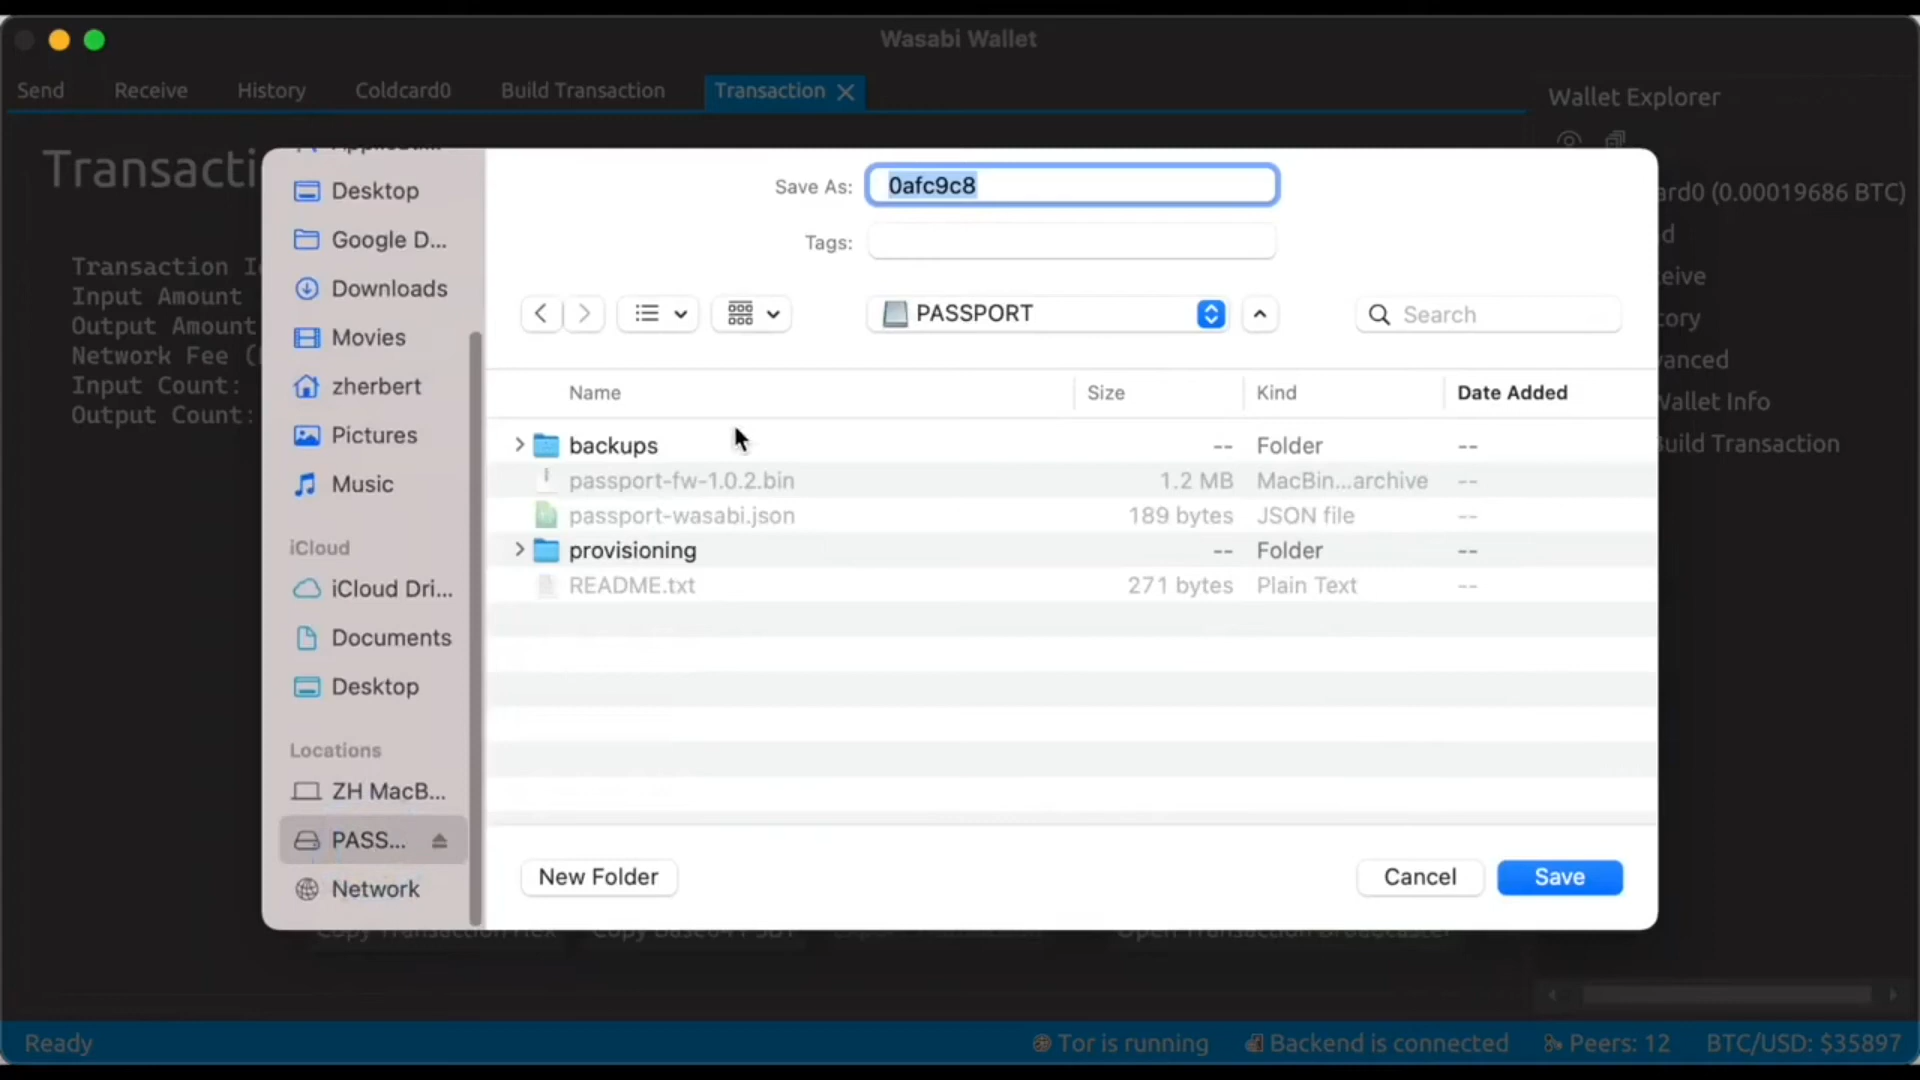 Wasabi Wallet
Send Receive History Coldcard0 Build Transaction Transaction
Wallet Explorer
Transacti
Save As: 0afc9c8
Desktop
ard0 (0.00019686 BTC)
Tags:
Google D...
Transaction I
Input Amount
eive
Downloads
PASSPORT
Search
Output Amount
tory
Movies
Network Fee (
vanced
Input Count:
zherbert
Name Size Kind Date Added
Wallet Info
Output Count:
Pictures
backups -- Folder --
Build Transaction
Music
passport-fw-1.0.2.bin 1.2 MB MacBin...archive --
passport-wasabi.json 189 bytes JSON file --
iCloud
provisioning -- Folder --
iCloud Dri...
README.txt 271 bytes Plain Text --
Documents
Desktop
Locations
ZH MacB...
PASS...
Network
New Folder Cancel Save
Ready Tor is running Backend is connected Peers: 12 BTC/USD: $35897